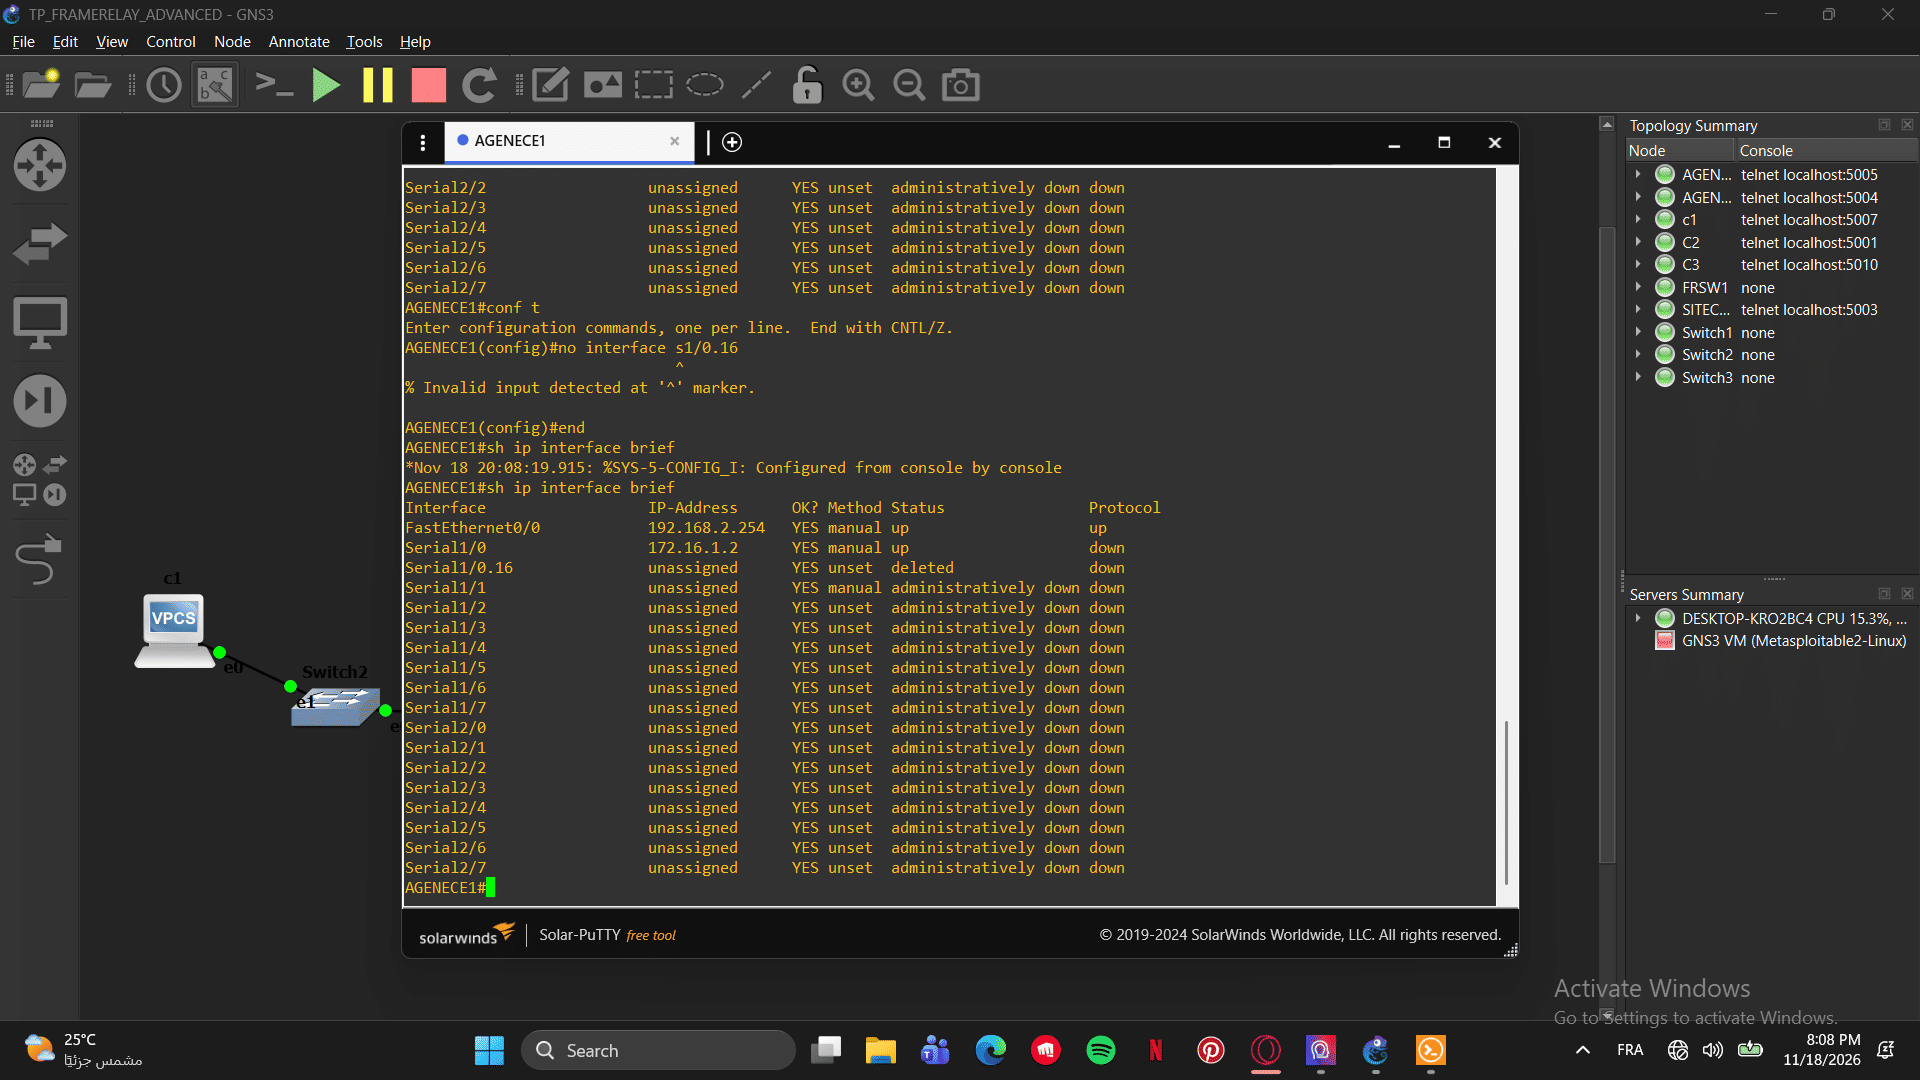 TP_FRAMERELAY_ADVANCED - GNS3
File Edit View Control Node Annotate Tools Help
AGENECE1
Serial2/2 unassigned YES unset administratively down down
Serial2/3 unassigned YES unset administratively down down
Serial2/4 unassigned YES unset administratively down down
Serial2/5 unassigned YES unset administratively down down
Serial2/6 unassigned YES unset administratively down down
Serial2/7 unassigned YES unset administratively down down
AGENECE1#conf t
Enter configuration commands, one per line. End with CNTL/Z.
AGENECE1(config)#no interface s1/0.16
^
% Invalid input detected at '^' marker.
AGENECE1(config)#end
AGENECE1#sh ip interface brief
*Nov 18 20:08:19.915: %SYS-5-CONFIG_I: Configured from console by console
AGENECE1#sh ip interface brief
Interface IP-Address OK? Method Status Protocol
FastEthernet0/0 192.168.2.254 YES manual up up
Serial1/0 172.16.1.2 YES manual up down
Serial1/0.16 unassigned YES unset deleted down
Serial1/1 unassigned YES manual administratively down down
Serial1/2 unassigned YES unset administratively down down
Serial1/3 unassigned YES unset administratively down down
Serial1/4 unassigned YES unset administratively down down
Serial1/5 unassigned YES unset administratively down down
Serial1/6 unassigned YES unset administratively down down
Serial1/7 unassigned YES unset administratively down down
Serial2/0 unassigned YES unset administratively down down
Serial2/1 unassigned YES unset administratively down down
Serial2/2 unassigned YES unset administratively down down
Serial2/3 unassigned YES unset administratively down down
Serial2/4 unassigned YES unset administratively down down
Serial2/5 unassigned YES unset administratively down down
Serial2/6 unassigned YES unset administratively down down
Serial2/7 unassigned YES unset administratively down down
AGENECE1#
solarwinds Solar-PuTTY free tool
© 2019-2024 SolarWinds Worldwide, LLC. All rights reserved.
c1
VPCS
e0
Switch2
e1
e
Topology Summary
Node Console
AGEN... telnet localhost:5005
AGEN... telnet localhost:5004
c1 telnet localhost:5007
C2 telnet localhost:5001
C3 telnet localhost:5010
FRSW1 none
SITEC... telnet localhost:5003
Switch1 none
Switch2 none
Switch3 none
Servers Summary
DESKTOP-KRO2BC4 CPU 15.3%, ...
GNS3 VM (Metasploitable2-Linux)
Activate Windows
Go to Settings to activate Windows.
25°C
مشمس جزئيًا
Search
FRA
8:08 PM
11/18/2026